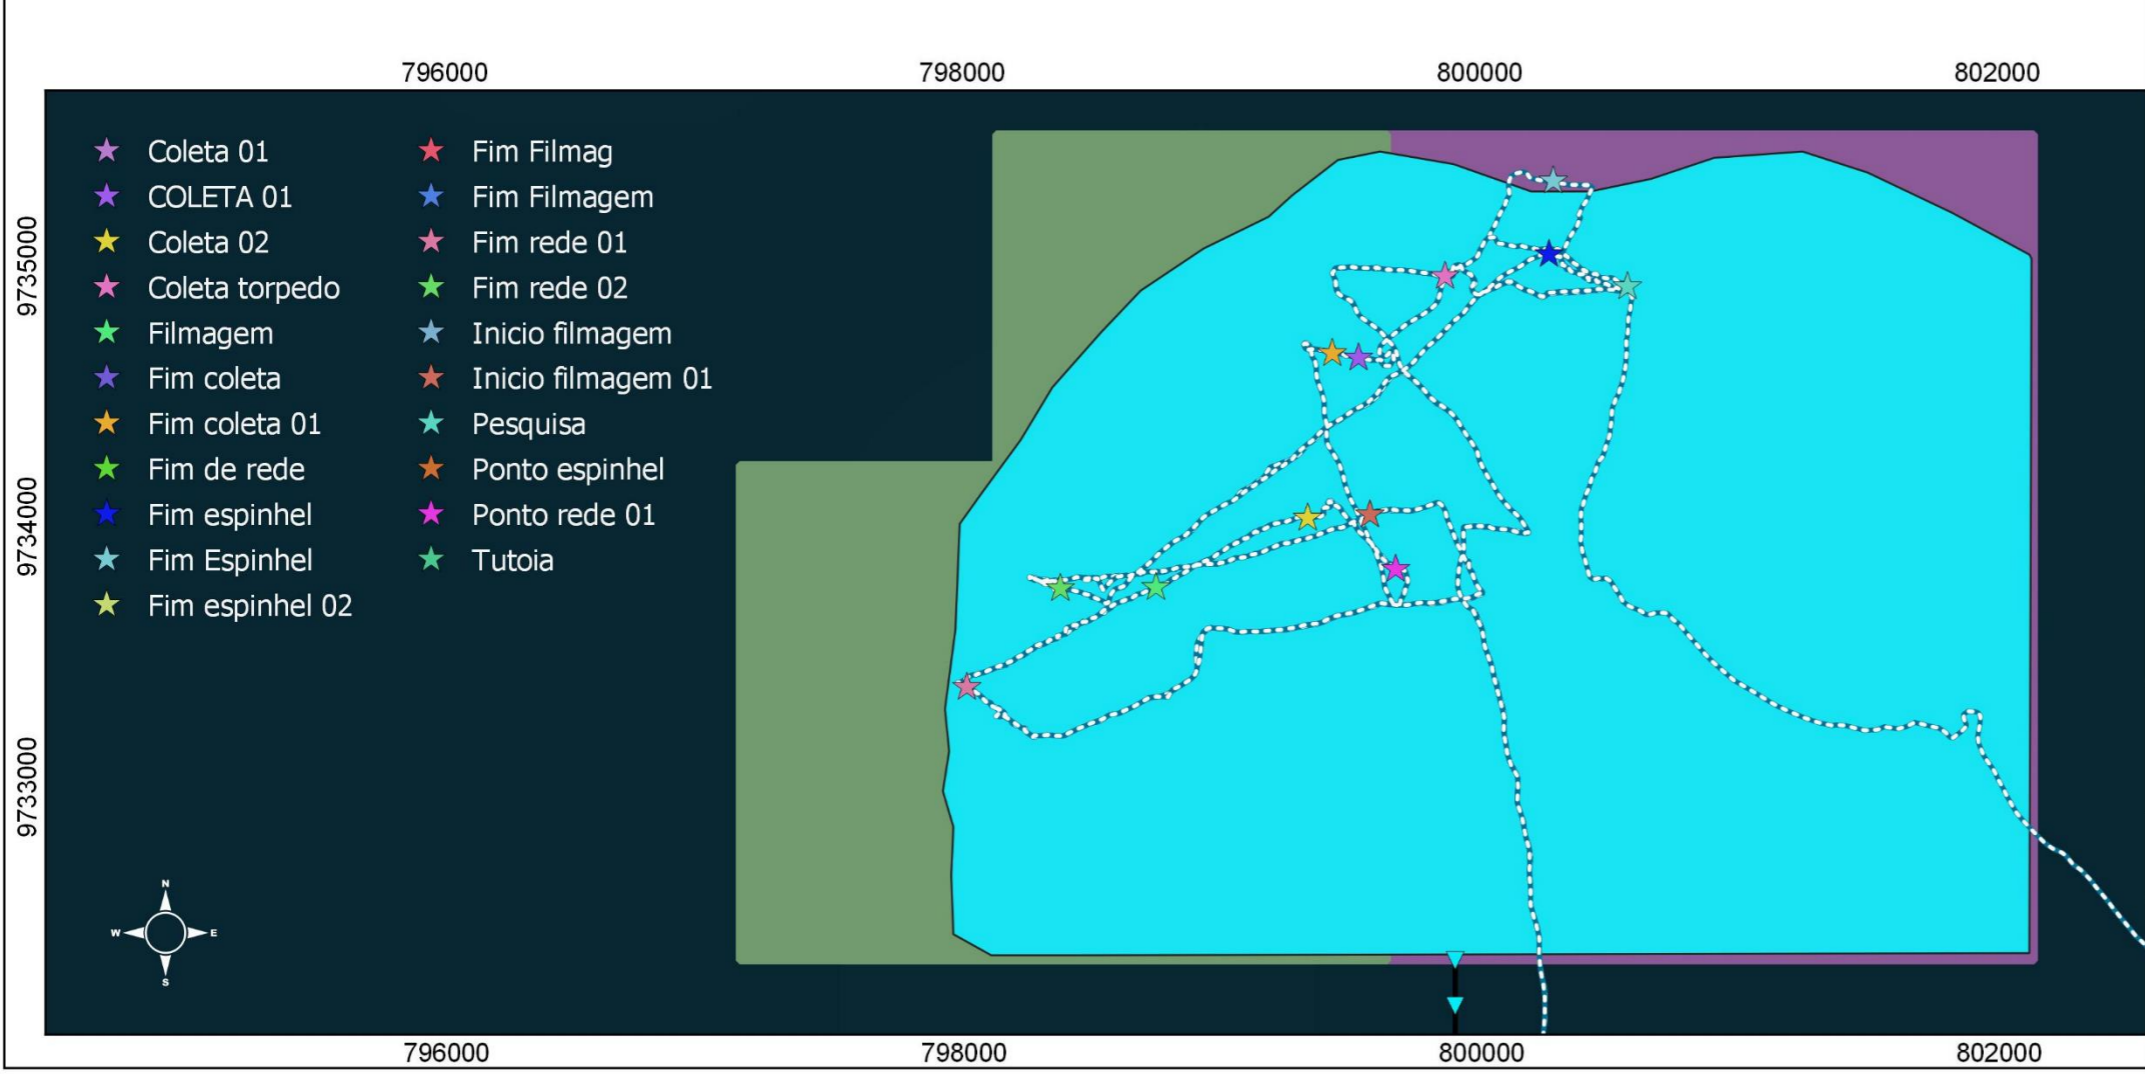 796000 798000 800000 802000
9735000
9734000
9733000
Coleta 01
COLETA 01
Coleta 02
Coleta torpedo
Filmagem
Fim coleta
Fim coleta 01
Fim de rede
Fim espinhel
Fim Espinhel
Fim espinhel 02
Fim Filmag
Fim Filmagem
Fim rede 01
Fim rede 02
Inicio filmagem
Inicio filmagem 01
Pesquisa
Ponto espinhel
Ponto rede 01
Tutoia
N
W E
S
796000 798000 800000 802000